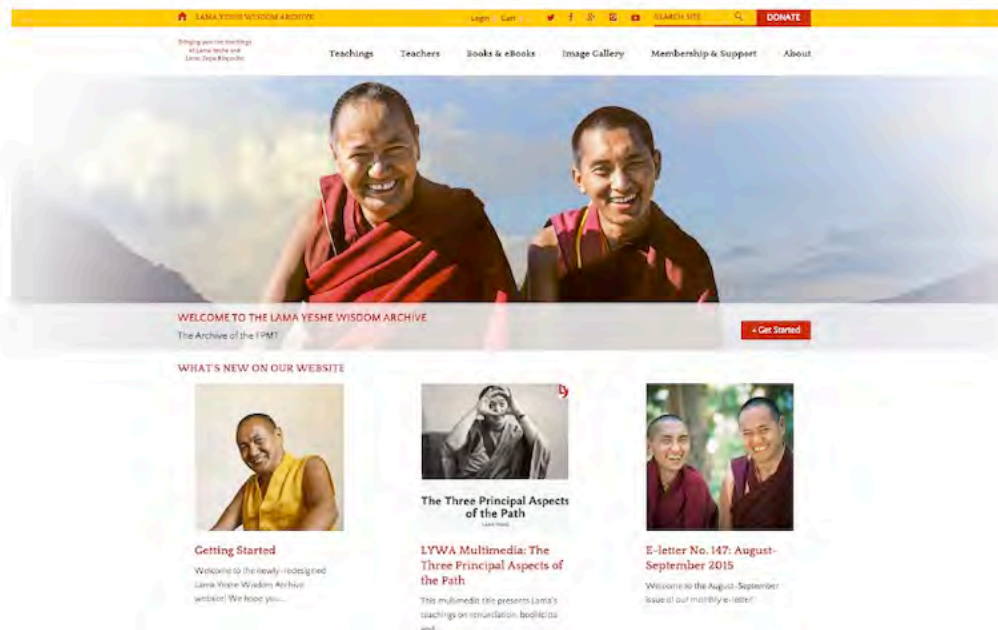 LAMA YESHE WISDOM ARCHIVE
Login Cart
SEARCH SITE
DONATE
Bringing you the teachings
of Lama Yeshe and
Lama Zopa Rinpoche
Teachings
Teachers
Books & eBooks
Image Gallery
Membership & Support
About
WELCOME TO THE LAMA YESHE WISDOM ARCHIVE
The Archive of the FPMT
+ Get Started
WHAT'S NEW ON OUR WEBSITE
The Three Principal Aspects
of the Path
Getting Started
Welcome to the newly-redesigned
Lama Yeshe Wisdom Archive
website! We hope you...
LYWA Multimedia: The
Three Principal Aspects of
the Path
This multimedia title presents Lama's
teachings on renunciation, bodhicitta
and
E-letter No. 147: August-
September 2015
Welcome to the August-September
issue of our monthly e-letter!